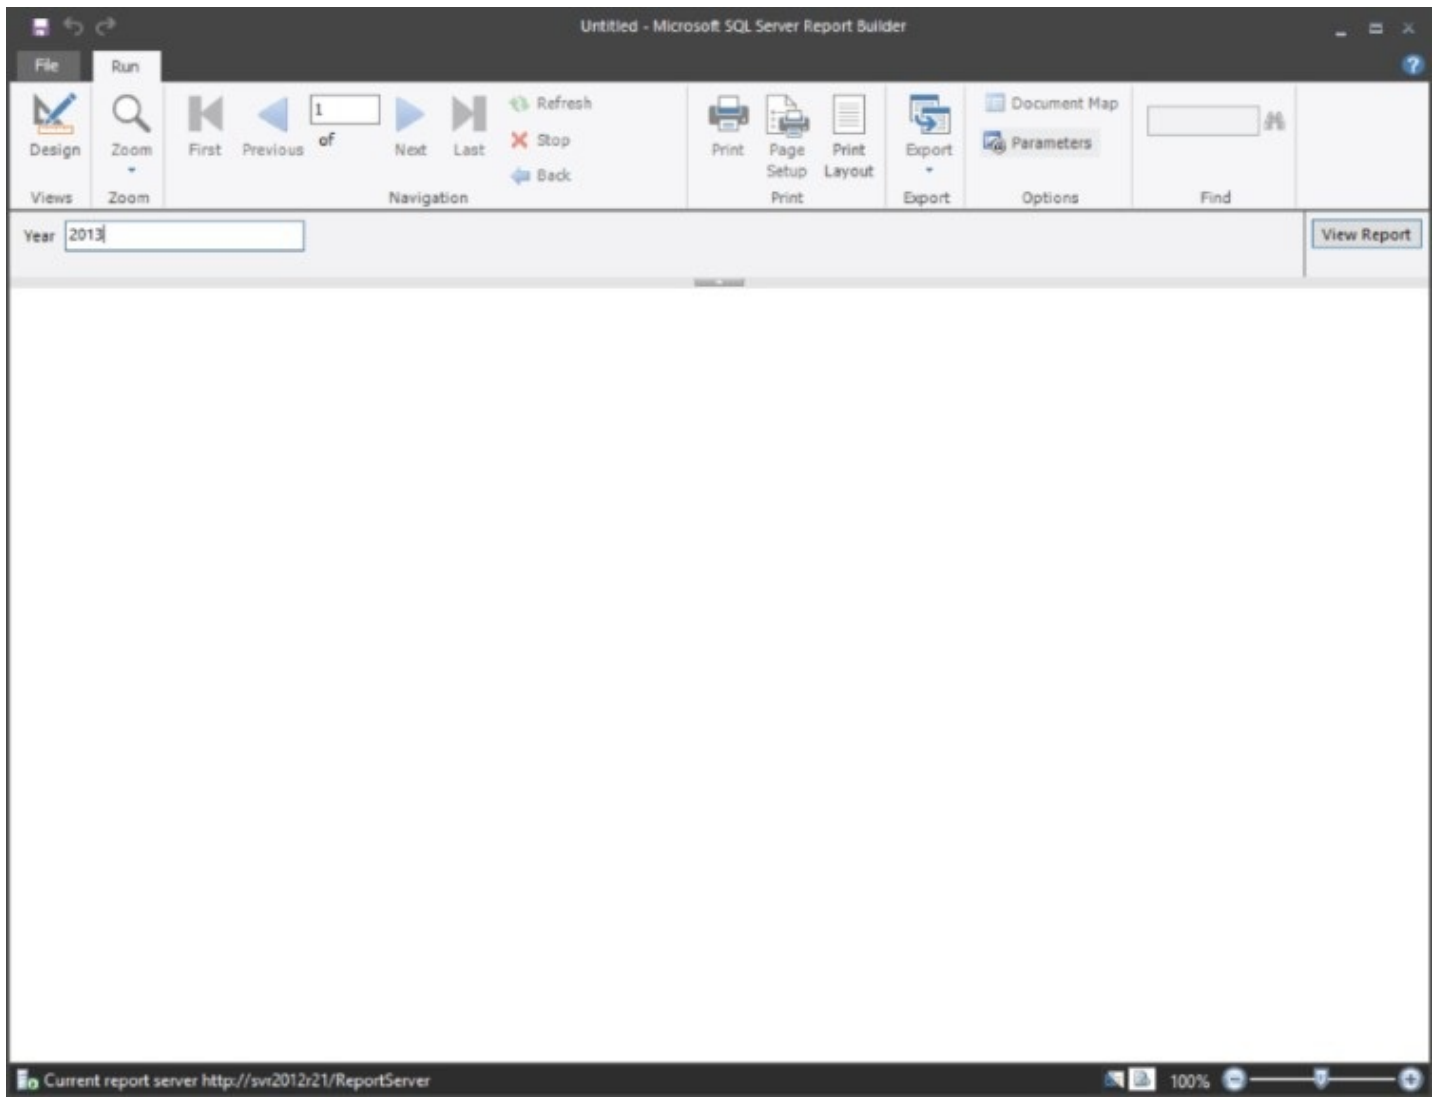 Untitled - Microsoft SQL Server Report Builder
File Run
Design
Views
Zoom
Zoom
First
Previous
1
of
Next
Last
Refresh
Stop
Back
Navigation
Print
Page
Setup
Print
Layout
Print
Export
Export
Document Map
Parameters
Options
Find
Year 2013
View Report
Current report server http://svr2012r21/ReportServer
100%